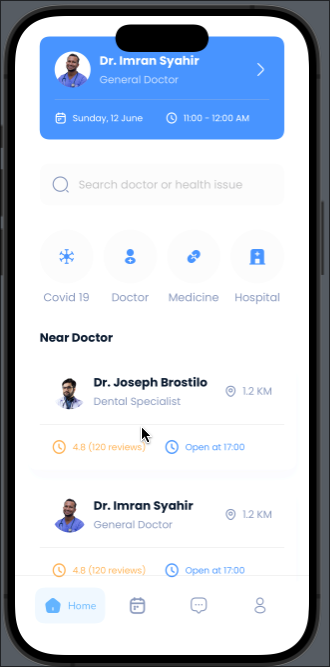 Dr. Imran Syahir
General Doctor
Sunday, 12 June
11:00 - 12:00 AM
Search doctor or health issue
Covid 19
Doctor
Medicine
Hospital
Near Doctor
Dr. Joseph Brostilo
Dental Specialist
1.2 KM
4.8 (120 reviews)
Open at 17:00
Dr. Imran Syahir
General Doctor
1.2 KM
4.8 (120 reviews)
Open at 17:00
Home